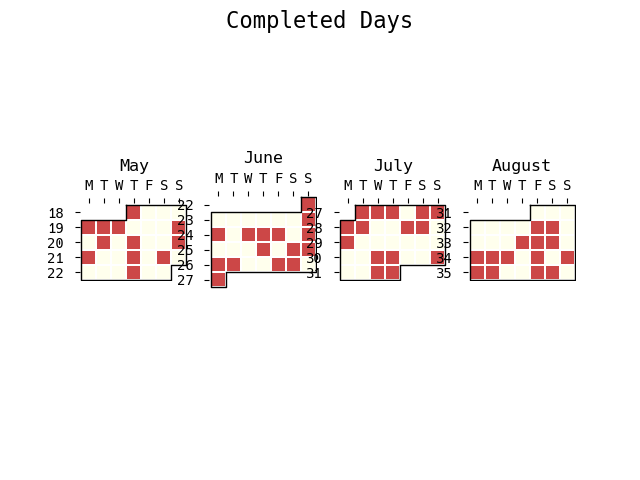 Completed Days
May
M T W T F S S
18
19
20
21
22
June
M T W T F S S
22
23
24
25
26
27
July
M T W T F S S
27
28
29
30
31
August
M T W T F S S
31
32
33
34
35